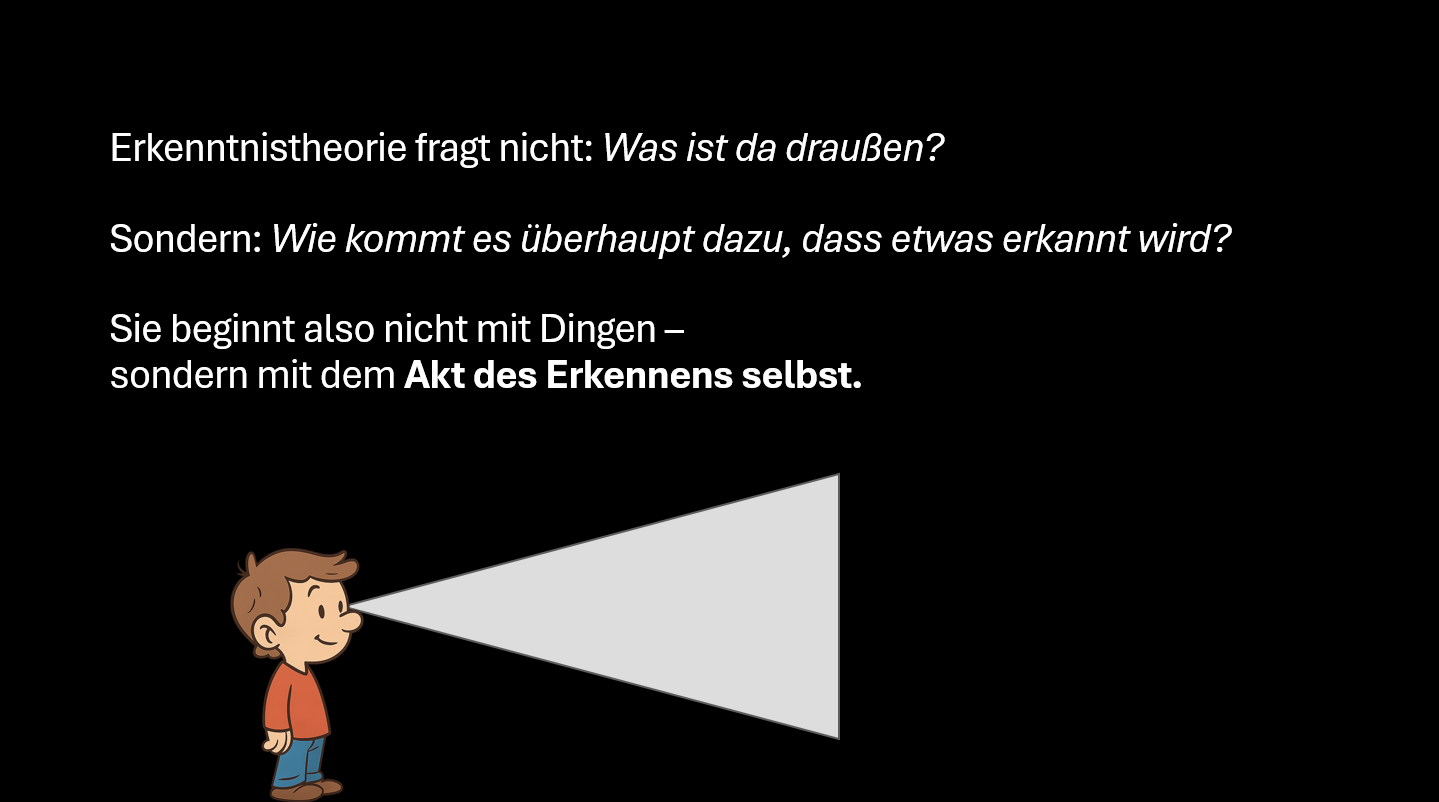 Erkenntnistheorie fragt nicht: Was ist da draußen?
Sondern: Wie kommt es überhaupt dazu, dass etwas erkannt wird?
Sie beginnt also nicht mit Dingen –
sondern mit dem Akt des Erkennens selbst.